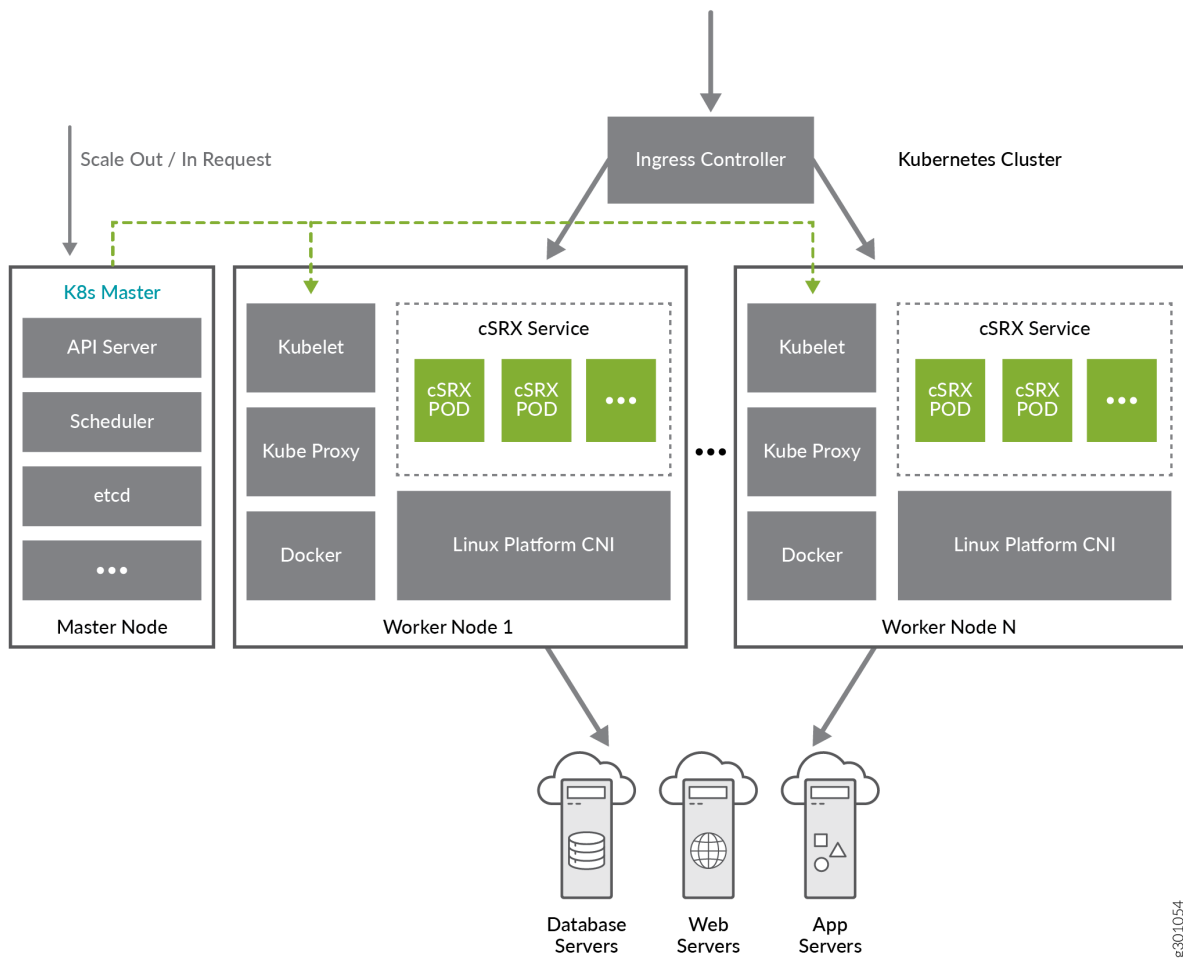 Scale Out / In Request
Ingress Controller
Kubernetes Cluster
K8s Master
API Server
Scheduler
etcd
•••
Master Node
Kubelet
Kube Proxy
Docker
cSRX Service
cSRX
POD
cSRX
POD
•••
Linux Platform CNI
Worker Node 1
•••
Kubelet
Kube Proxy
Docker
cSRX Service
cSRX
POD
cSRX
POD
•••
Linux Platform CNI
Worker Node N
Database
Servers
Web
Servers
App
Servers
g301054